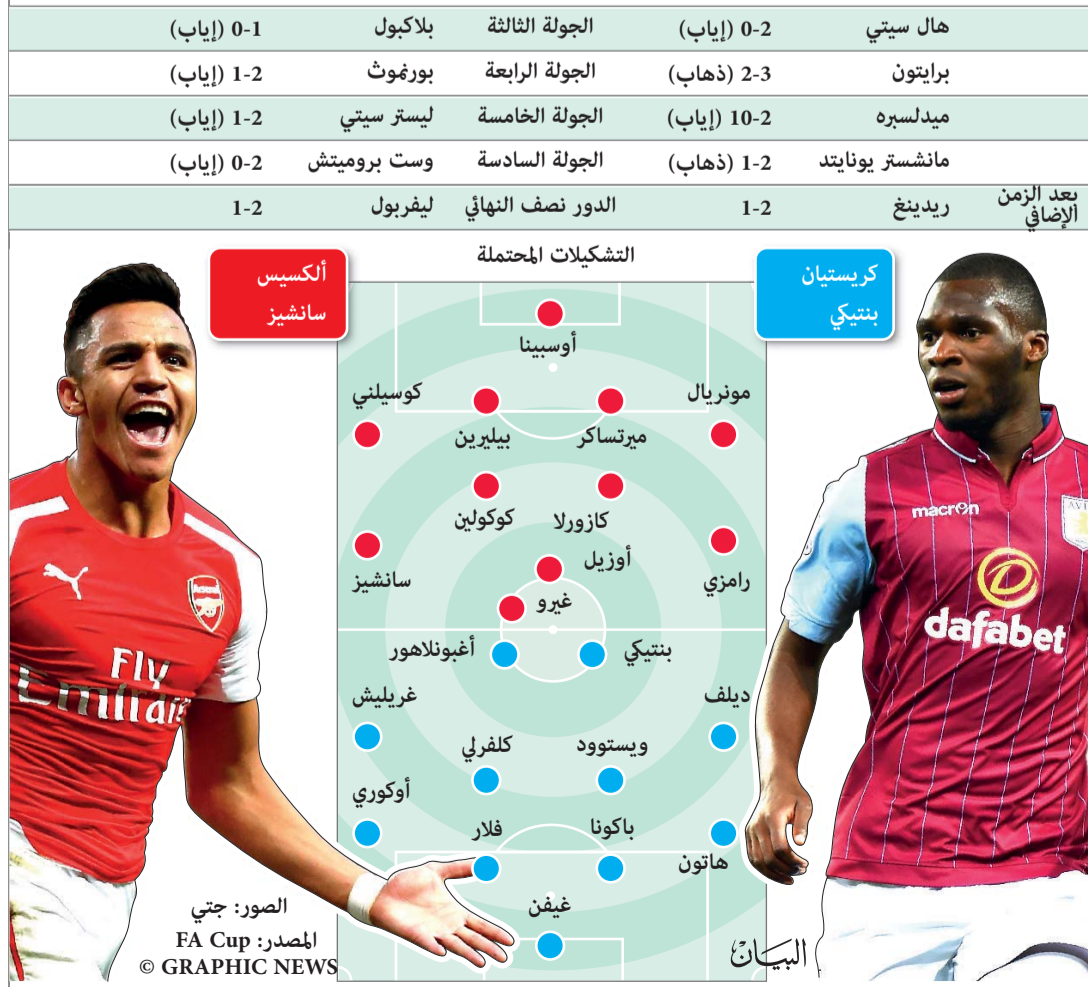 هال سيتي 2-0 (إياب) الجولة الثالثة بلاكبول 1-0 (إياب)
برايتون 3-2 (ذهاب) الجولة الرابعة بورنموث 2-1 (إياب)
ميدلسبره 2-10 (إياب) الجولة الخامسة ليستر سيتي 2-1 (إياب)
مانشستر يونايتد 2-1 (ذهاب) الجولة السادسة وست بروميتش 2-0 (إياب)
بعد الزمن الإضافي ريدينغ 2-1 الدور نصف النهائي ليفربول 2-1
التشكيلات المحتملة
كريستيان
بنتيكي
ألكسيس
سانشيز
أوسبينا
مونريال
كوسيلني
ميرتساكر
بيليرين
كازورلا
كوكولين
أوزيل
رامزي
سانشيز
غيرو
بنتيكي
أغبونلاهور
ديلف
غريليش
ويستوود
كلفرلي
أوكوري
باكونا
فلار
هاتون
غيفن
macron
AVI
dafabet
Arsenal
Fly
Emirates
البيان
الصور: جتي
المصدر: FA Cup
© GRAPHIC NEWS